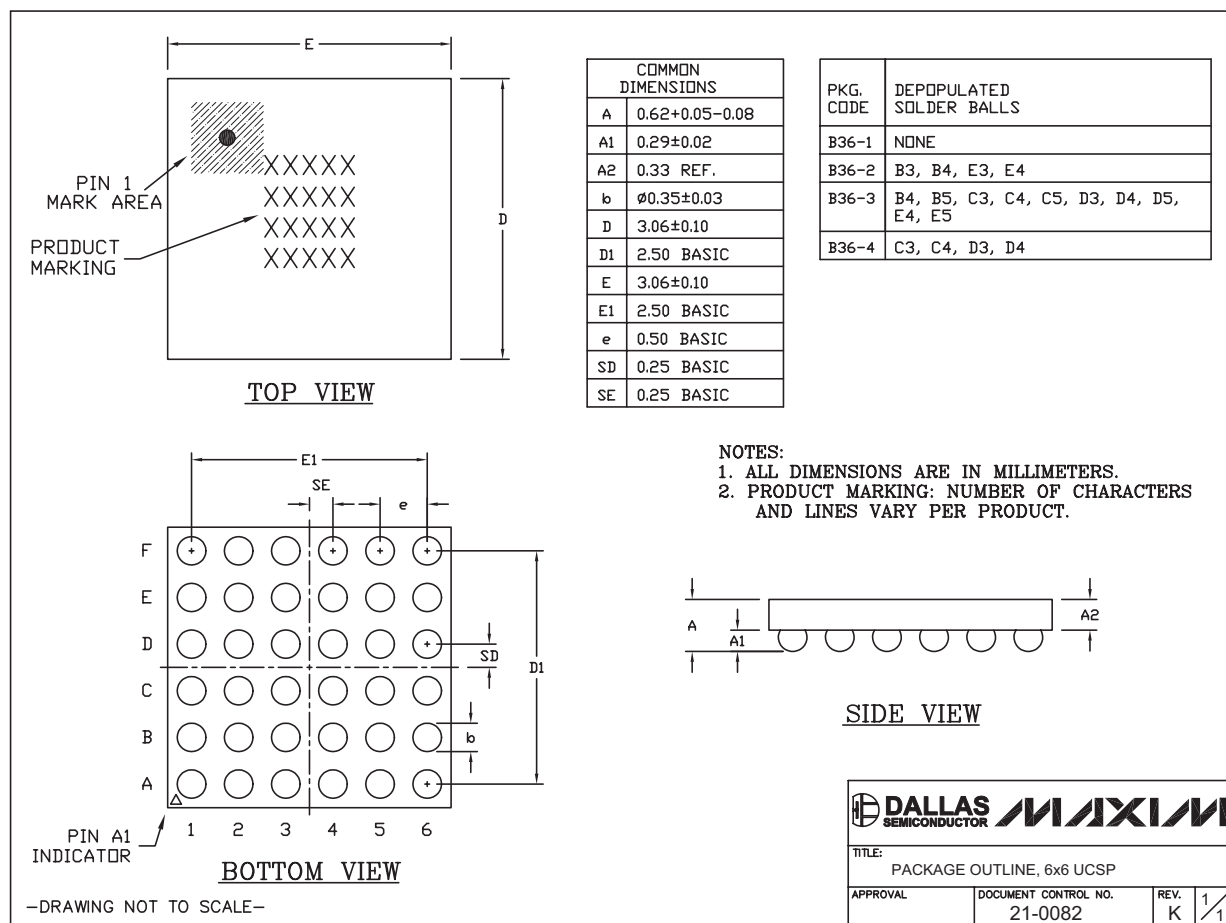 E
PIN 1
MARK AREA
PRODUCT
MARKING
XXXXX
XXXXX
XXXXX
XXXXX
D
TOP VIEW
COMMON
DIMENSIONS
A 0.62+0.05-0.08
A1 0.29±0.02
A2 0.33 REF.
b Ø0.35±0.03
D 3.06±0.10
D1 2.50 BASIC
E 3.06±0.10
E1 2.50 BASIC
e 0.50 BASIC
SD 0.25 BASIC
SE 0.25 BASIC
PKG. CODE DEPOPULATED SOLDER BALLS
B36-1 NONE
B36-2 B3, B4, E3, E4
B36-3 B4, B5, C3, C4, C5, D3, D4, D5,
E4, E5
B36-4 C3, C4, D3, D4
NOTES:
1. ALL DIMENSIONS ARE IN MILLIMETERS.
2. PRODUCT MARKING: NUMBER OF CHARACTERS
AND LINES VARY PER PRODUCT.
E1
SE
e
F
E
D
C
B
A
SD
D1
b
1 2 3 4 5 6
PIN A1
INDICATOR
BOTTOM VIEW
-DRAWING NOT TO SCALE-
A
A1
A2
SIDE VIEW
DALLAS
SEMICONDUCTOR
MAXIM
TITLE:
PACKAGE OUTLINE, 6x6 UCSP
APPROVAL
DOCUMENT CONTROL NO.
21-0082
REV.
K
1/1